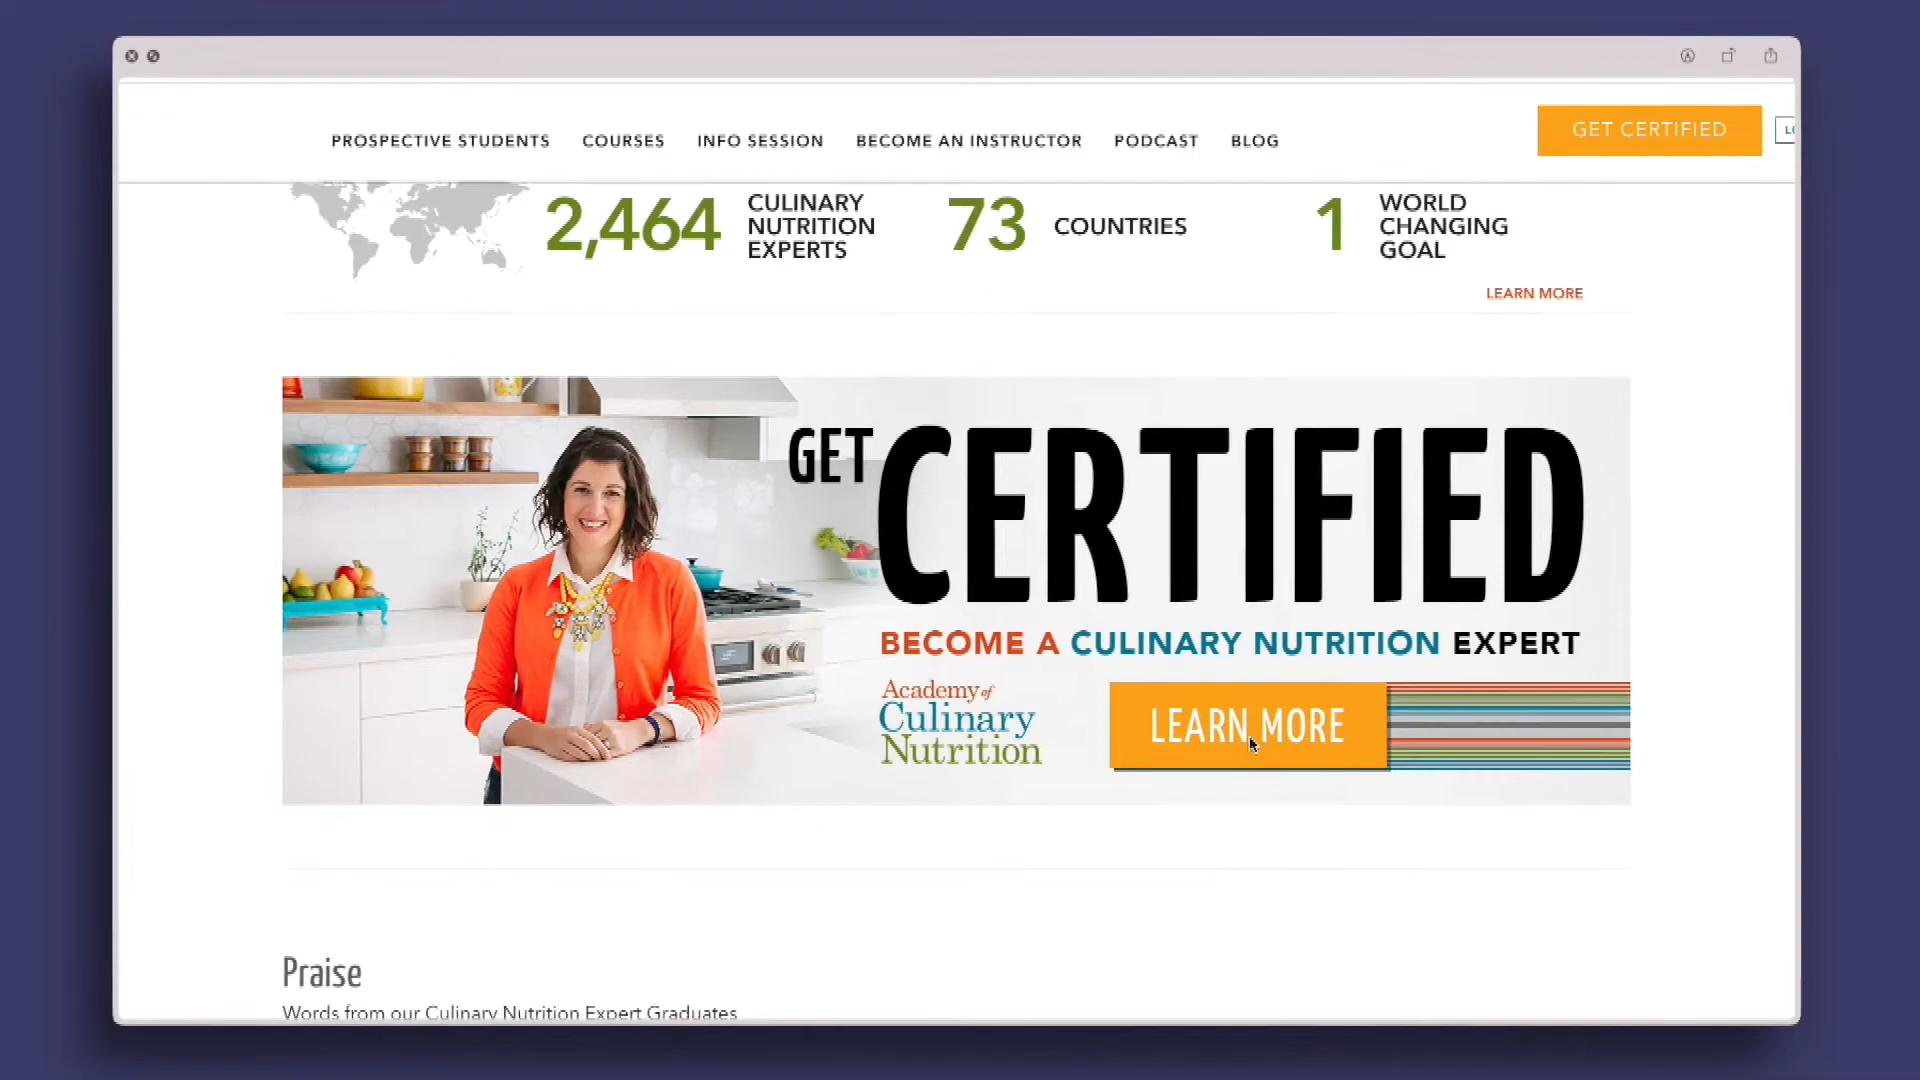 PROSPECTIVE STUDENTS COURSES INFO SESSION BECOME AN INSTRUCTOR PODCAST BLOG
GET CERTIFIED
2,464 CULINARY NUTRITION EXPERTS
73 COUNTRIES
1 WORLD CHANGING GOAL
LEARN MORE
GET CERTIFIED
BECOME A CULINARY NUTRITION EXPERT
Academy of
Culinary
Nutrition
LEARN MORE
Praise
Words from our Culinary Nutrition Expert Graduates